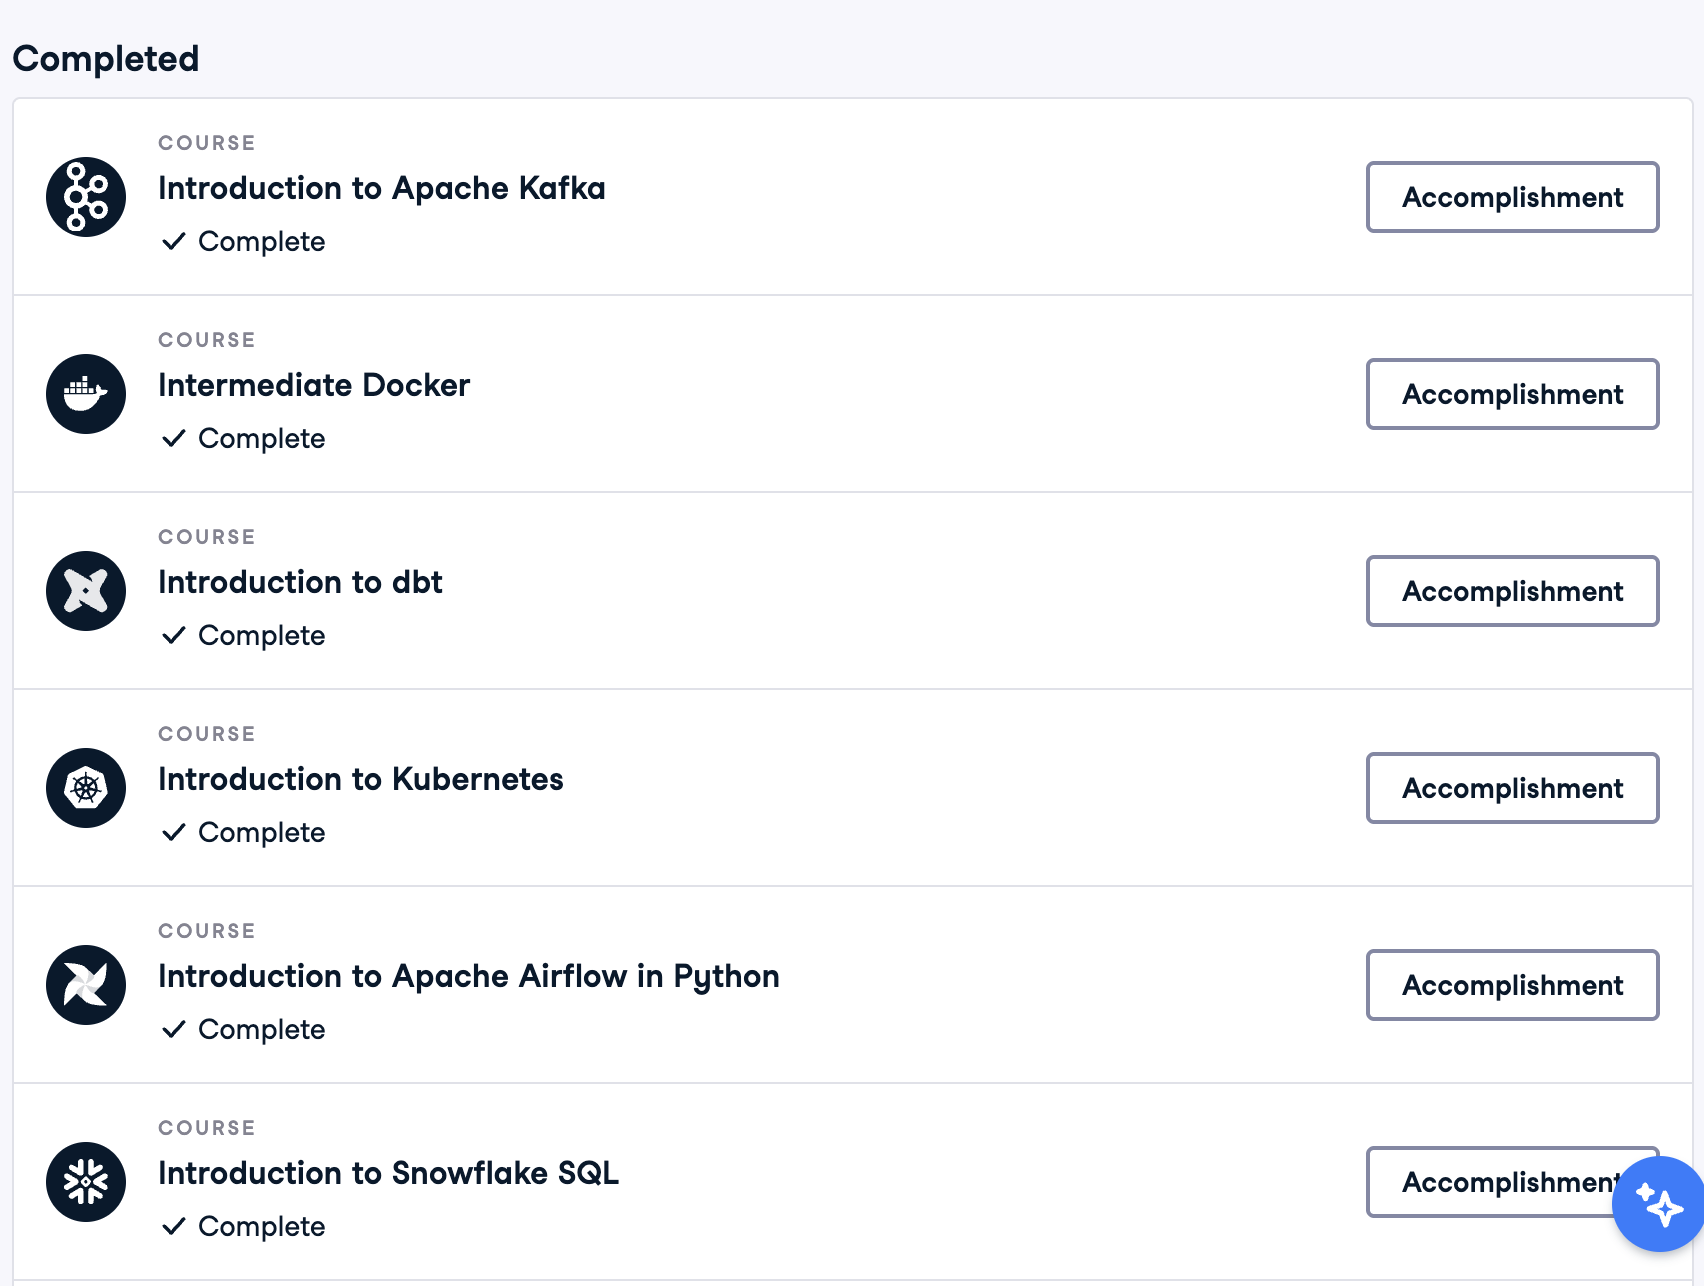 Completed
COURSE
Introduction to Apache Kafka
Complete
Accomplishment
COURSE
Intermediate Docker
Complete
Accomplishment
COURSE
Introduction to dbt
Complete
Accomplishment
COURSE
Introduction to Kubernetes
Complete
Accomplishment
COURSE
Introduction to Apache Airflow in Python
Complete
Accomplishment
COURSE
Introduction to Snowflake SQL
Complete
Accomplishment